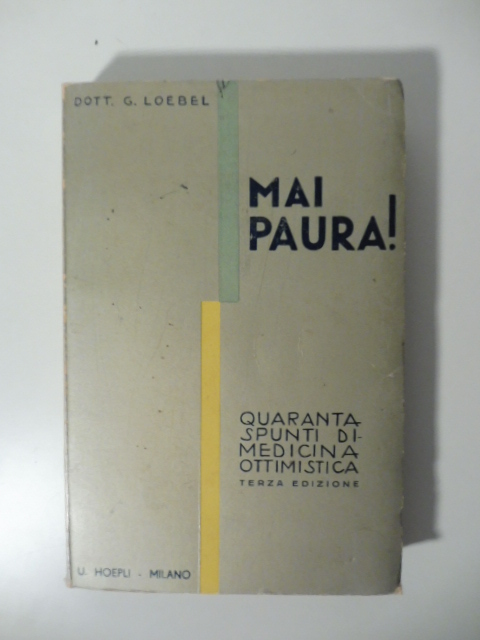 DOTT. G. LOEBEL
MAI
PAURA!
QUARANTA
SPUNTI DI-
MEDICINA
OTTIMISTICA
TERZA EDIZIONE
U. HOEPLI - MILANO